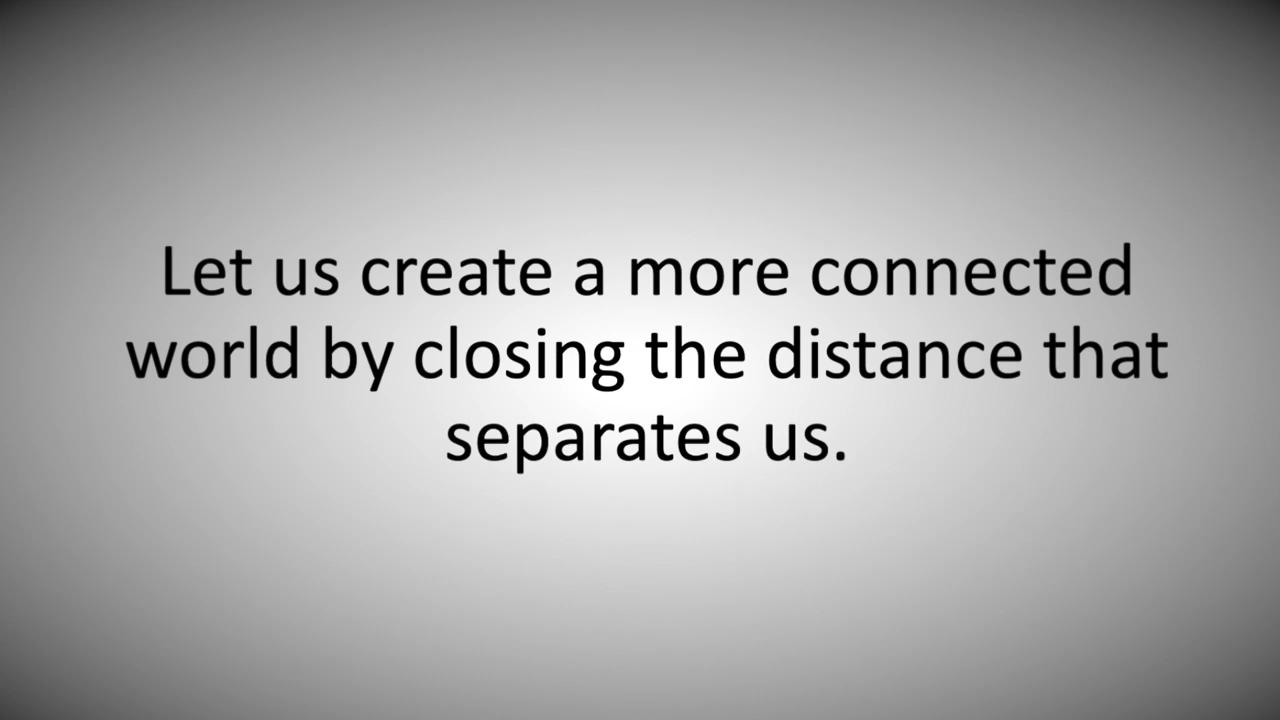 Let us create a more connected
world by closing the distance that
separates us.